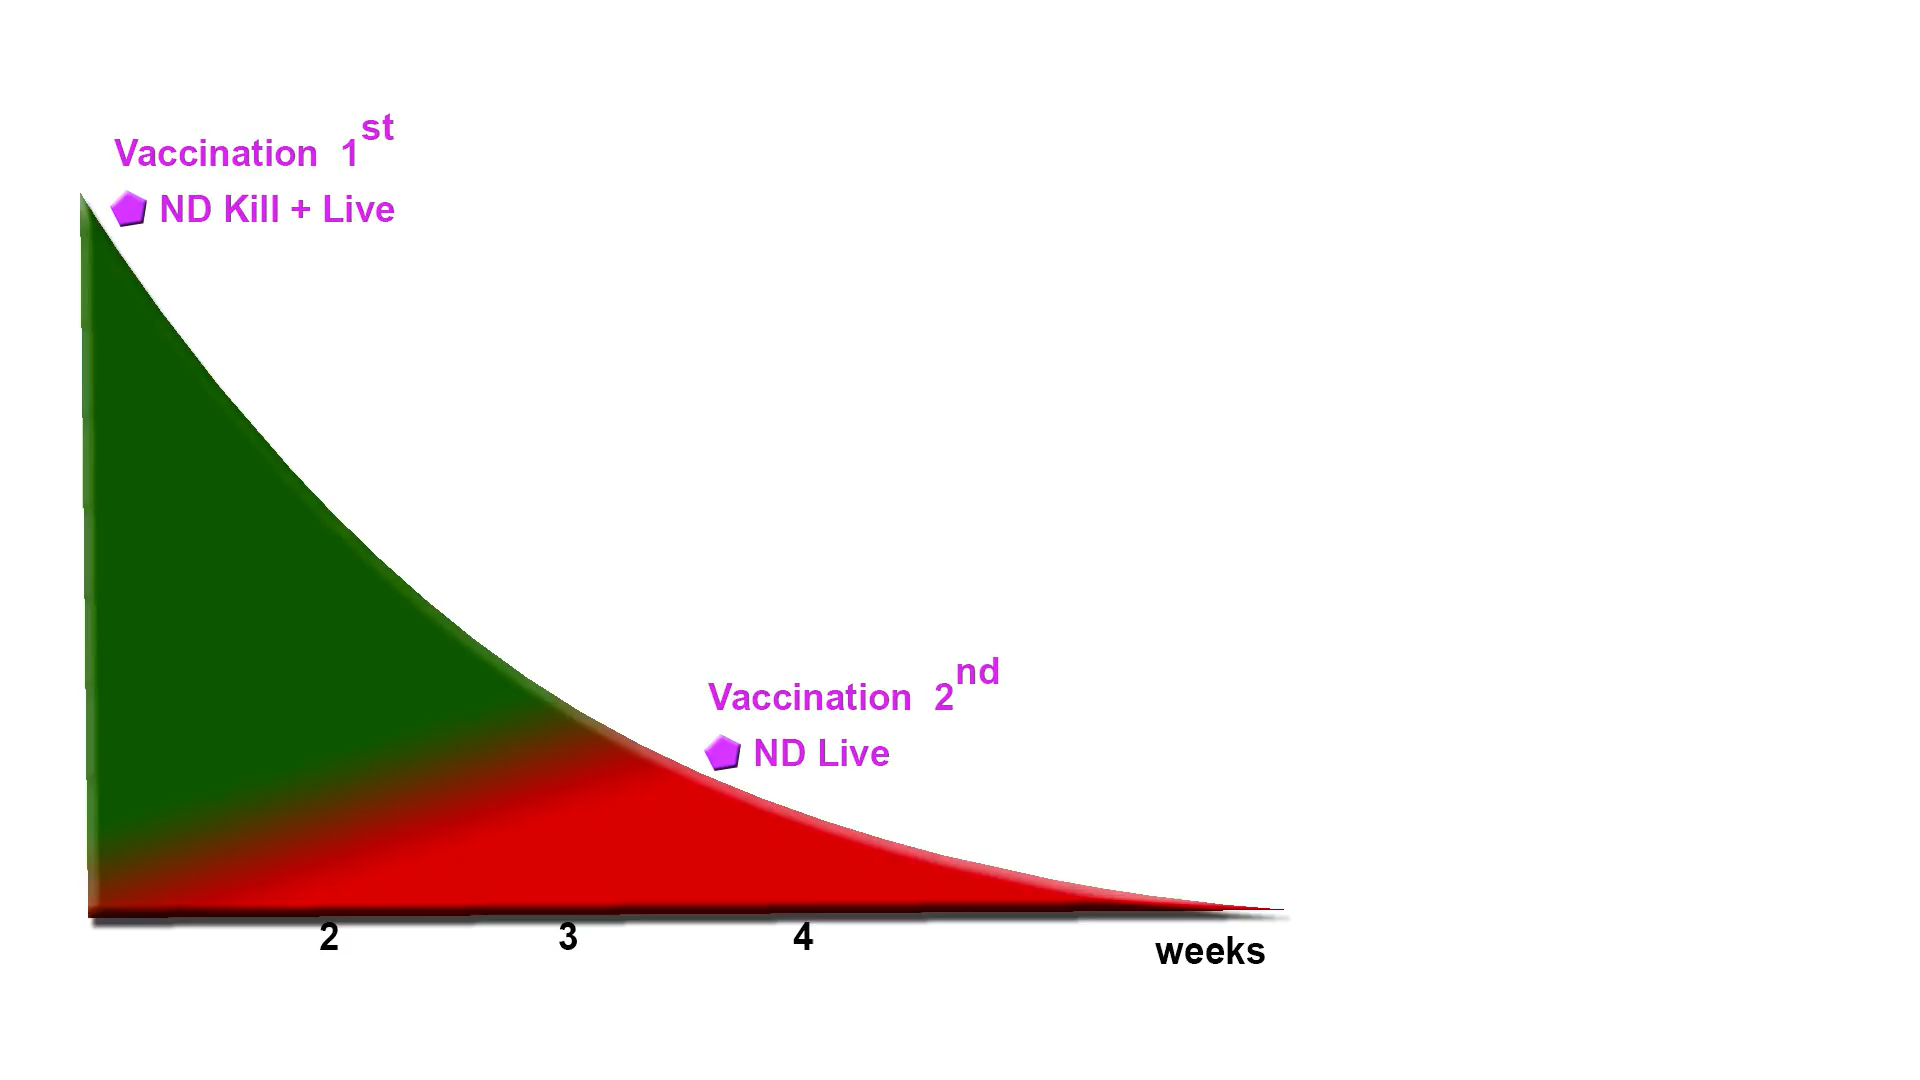 Vaccination 1st
ND Kill + Live
Vaccination 2nd
ND Live
2 3 4
weeks